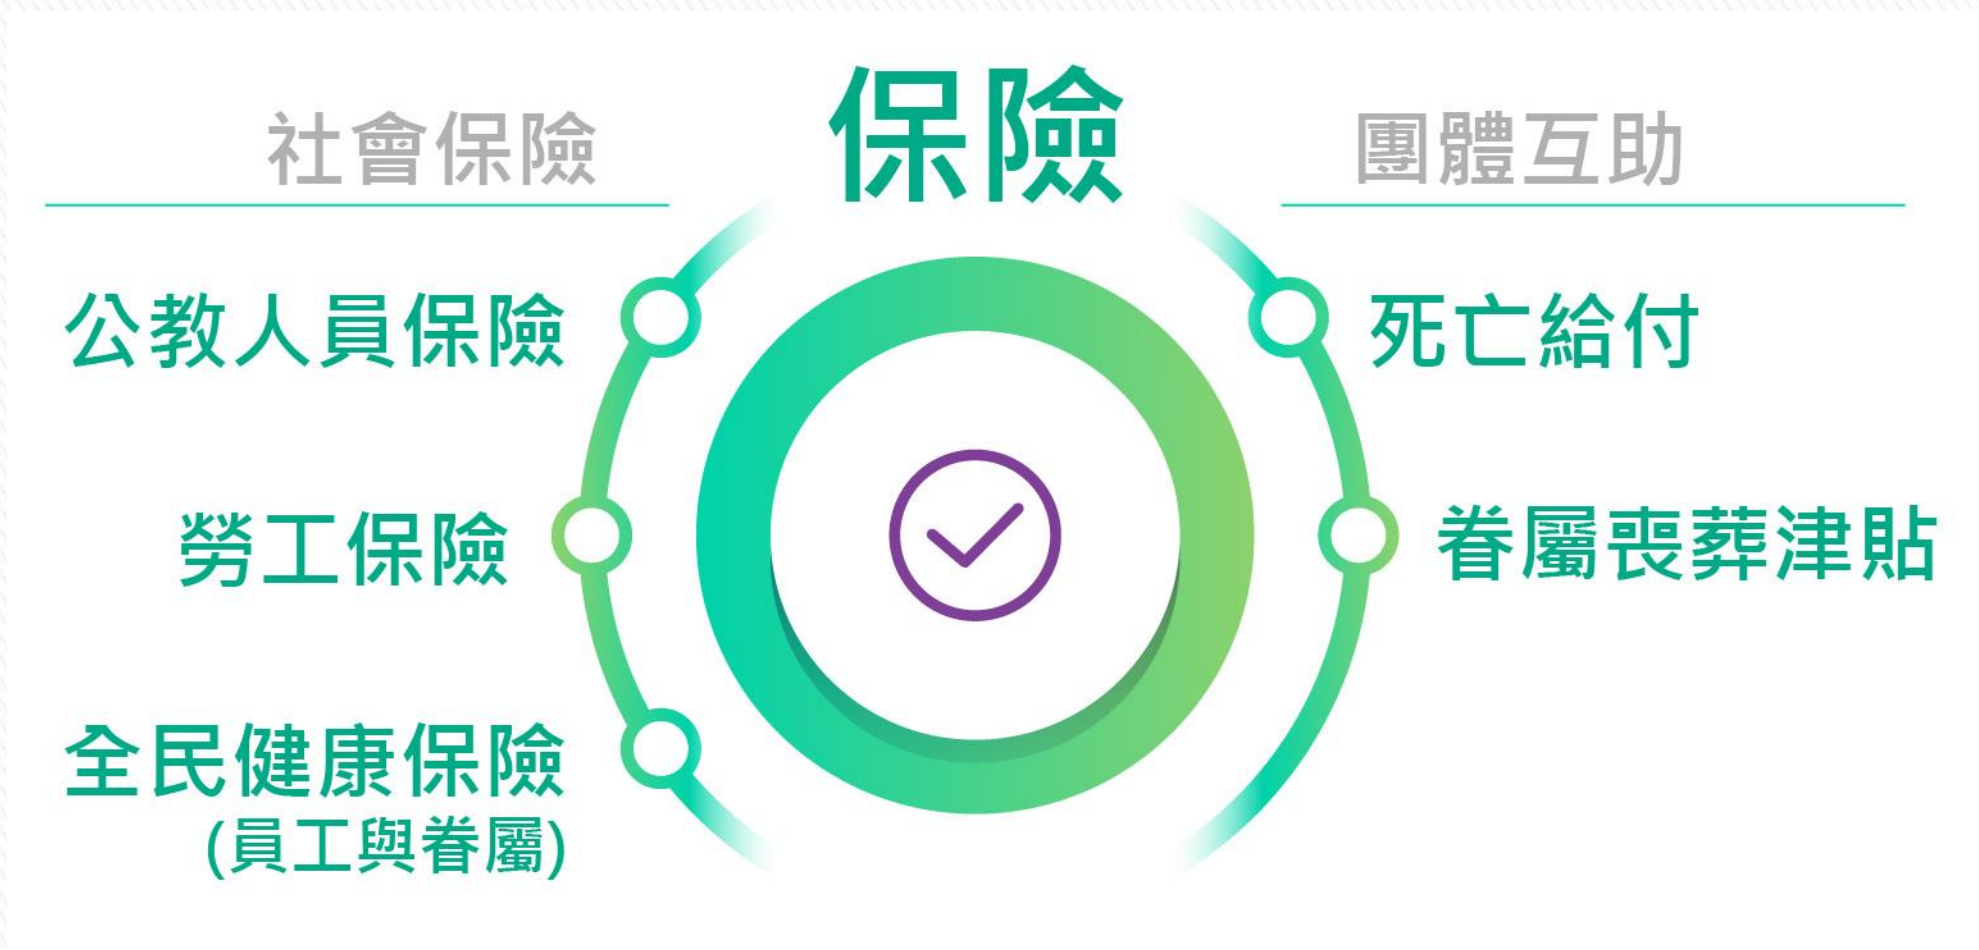 保險
社會保險
公教人員保險
勞工保險
全民健康保險
(員工與眷屬)
團體互助
死亡給付
眷屬喪葬津貼